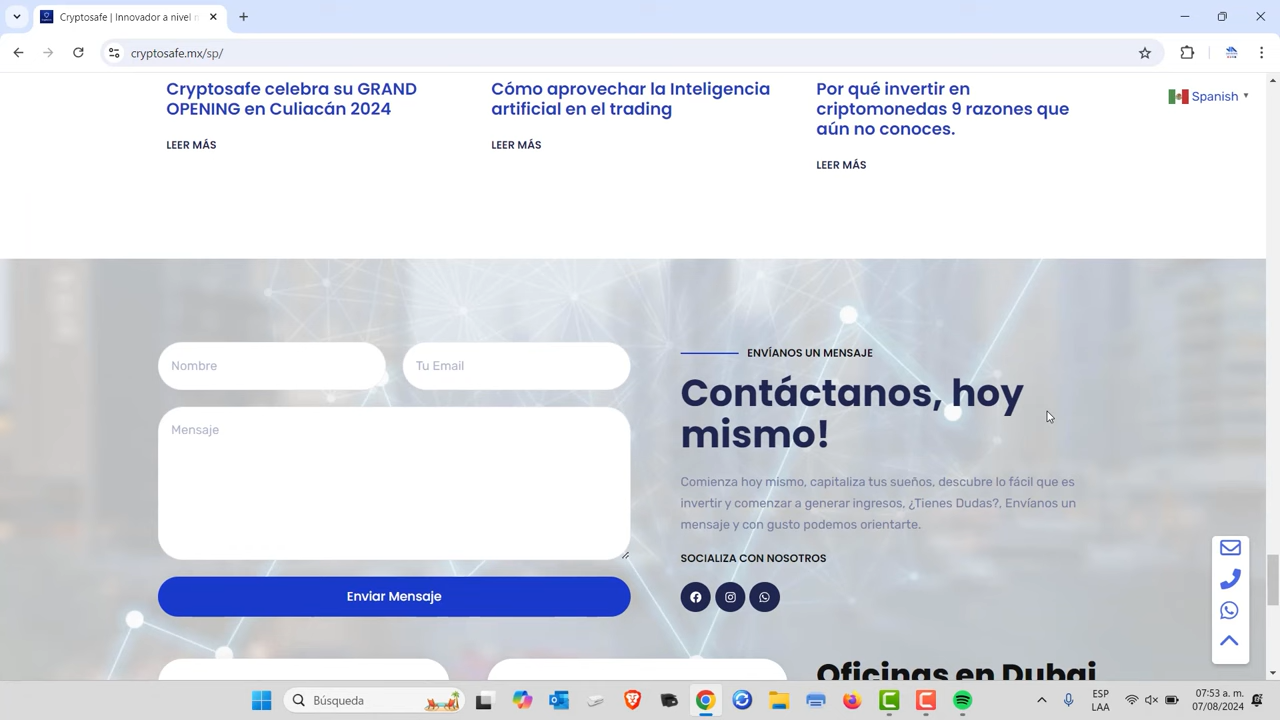 Cryptosafe | Innovador a nivel
cryptosafe.mx/sp/
Cryptosafe celebra su GRAND
OPENING en Culiacán 2024
LEER MÁS
Cómo aprovechar la Inteligencia
artificial en el trading
LEER MÁS
Por qué invertir en
criptomonedas 9 razones que
aún no conoces.
LEER MÁS
Spanish
Nombre
Tu Email
Mensaje
Enviar Mensaje
ENVÍANOS UN MENSAJE
Contáctanos, hoy
mismo!
Comienza hoy mismo, capitaliza tus sueños, descubre lo fácil que es
invertir y comenzar a generar ingresos, ¿Tienes Dudas?, Envíanos un
mensaje y con gusto podemos orientarte.
SOCIALIZA CON NOSOTROS
Oficinas en Dubai
Búsqueda
ESP
LAA
07:53 a. m.
07/08/2024